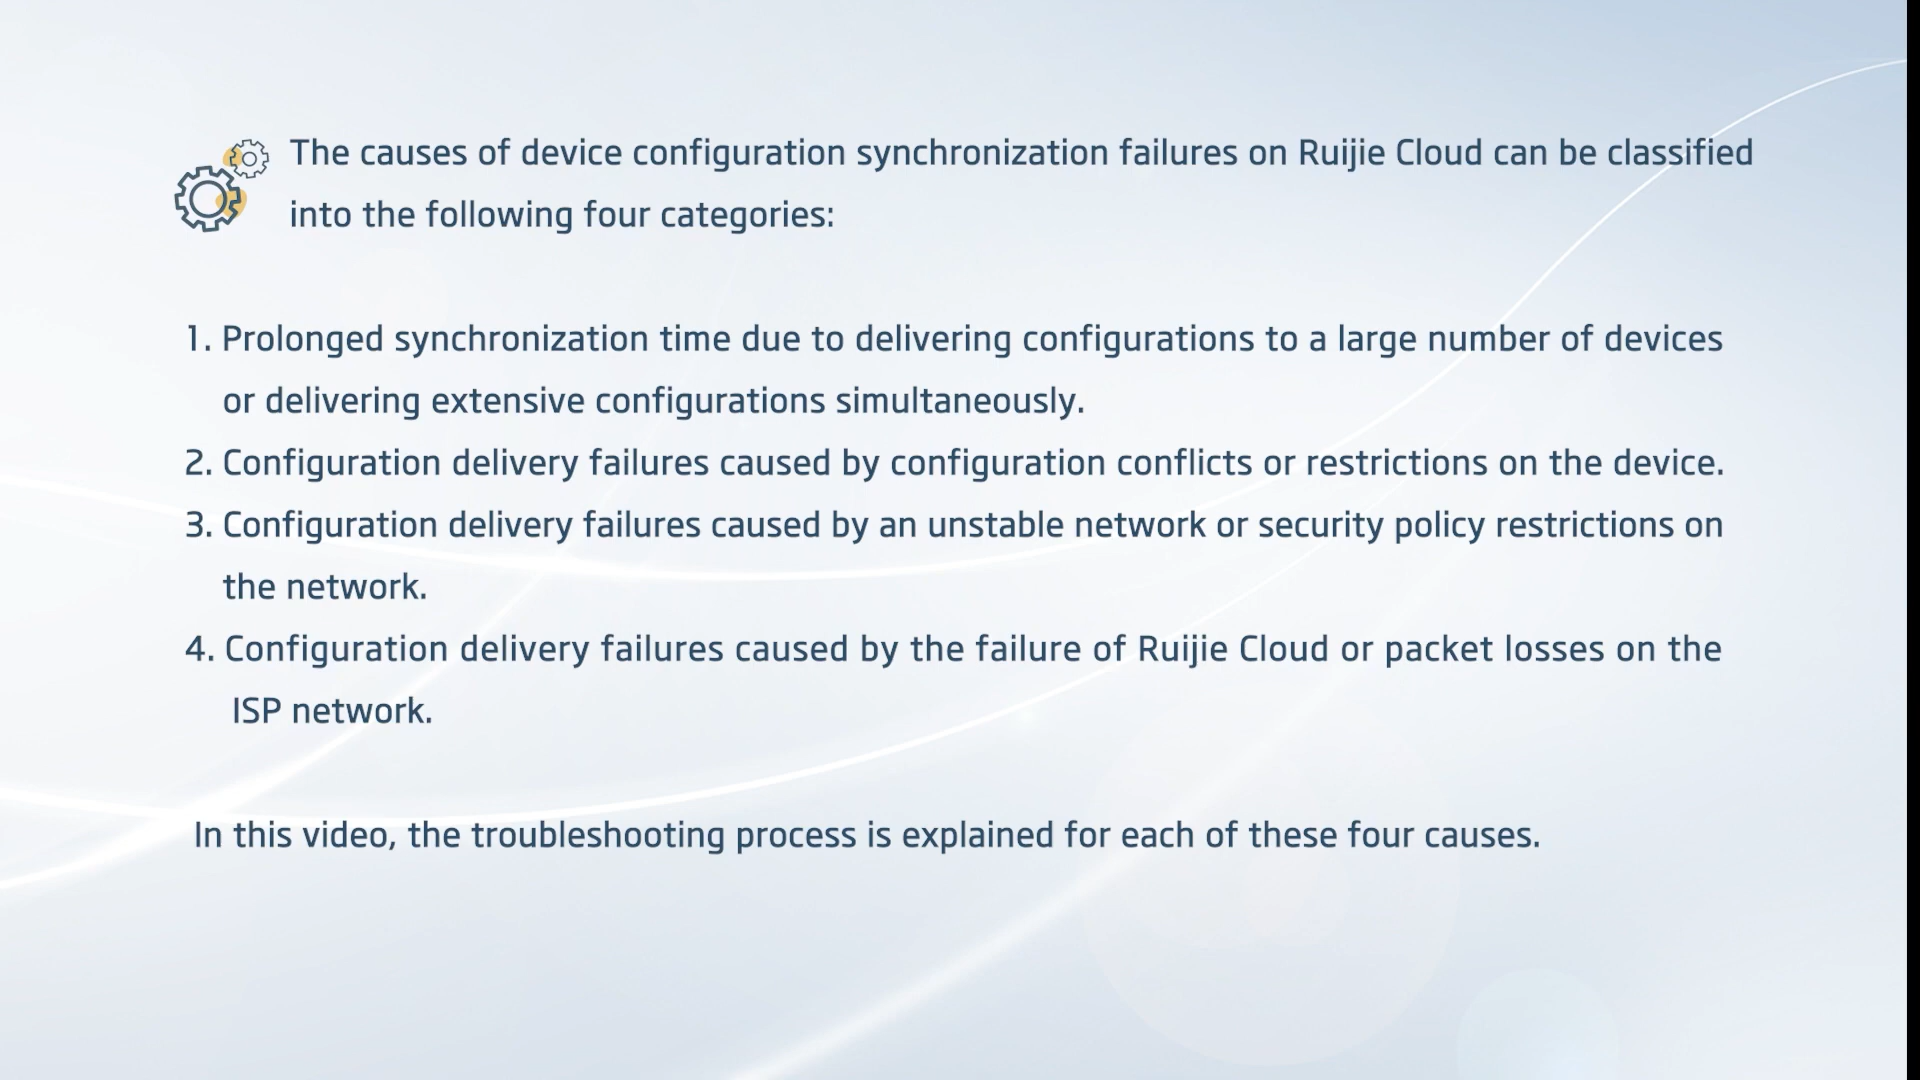 The causes of device configuration synchronization failures on Ruijie Cloud can be classified
into the following four categories:
1. Prolonged synchronization time due to delivering configurations to a large number of devices
or delivering extensive configurations simultaneously.
2. Configuration delivery failures caused by configuration conflicts or restrictions on the device.
3. Configuration delivery failures caused by an unstable network or security policy restrictions on
the network.
4. Configuration delivery failures caused by the failure of Ruijie Cloud or packet losses on the
ISP network.
In this video, the troubleshooting process is explained for each of these four causes.